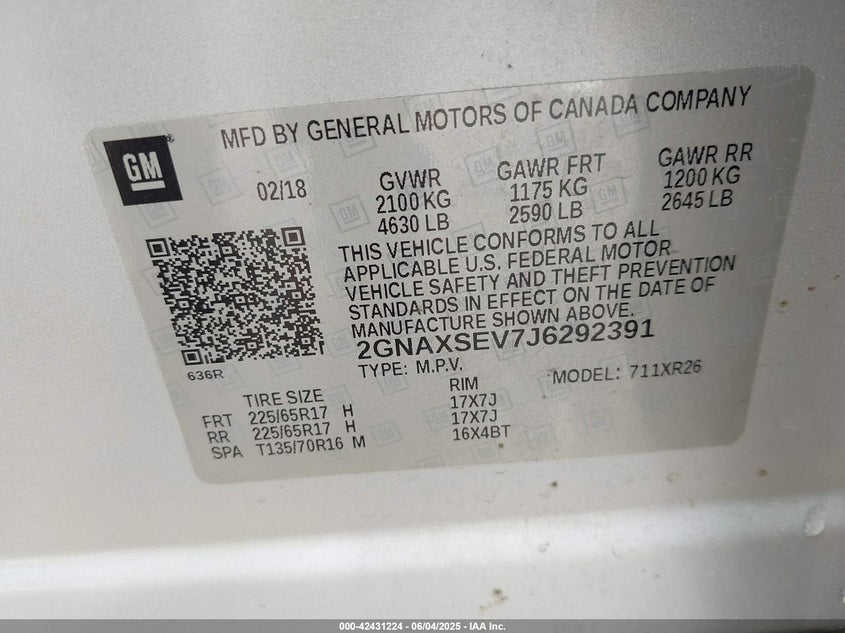 MFD BY GENERAL MOTORS OF CANADA COMPANY
GM®
02/18
GVWR
2100 KG
4630 LB
GAWR FRT
1175 KG
2590 LB
GAWR RR
1200 KG
2645 LB
THIS VEHICLE CONFORMS TO ALL
APPLICABLE U.S. FEDERAL MOTOR
VEHICLE SAFETY AND THEFT PREVENTION
STANDARDS IN EFFECT ON THE DATE OF
MANUFACTURE SHOWN ABOVE.
2GNAXSEV7J6292391
TYPE: M.P.V.
MODEL: 711XR26
636R
TIRE SIZE RIM
FRT 225/65R17 H 17X7J
RR 225/65R17 H 17X7J
SPA T135/70R16 M 16X4BT
000-42431224 - 06/04/2025 - IAA Inc.